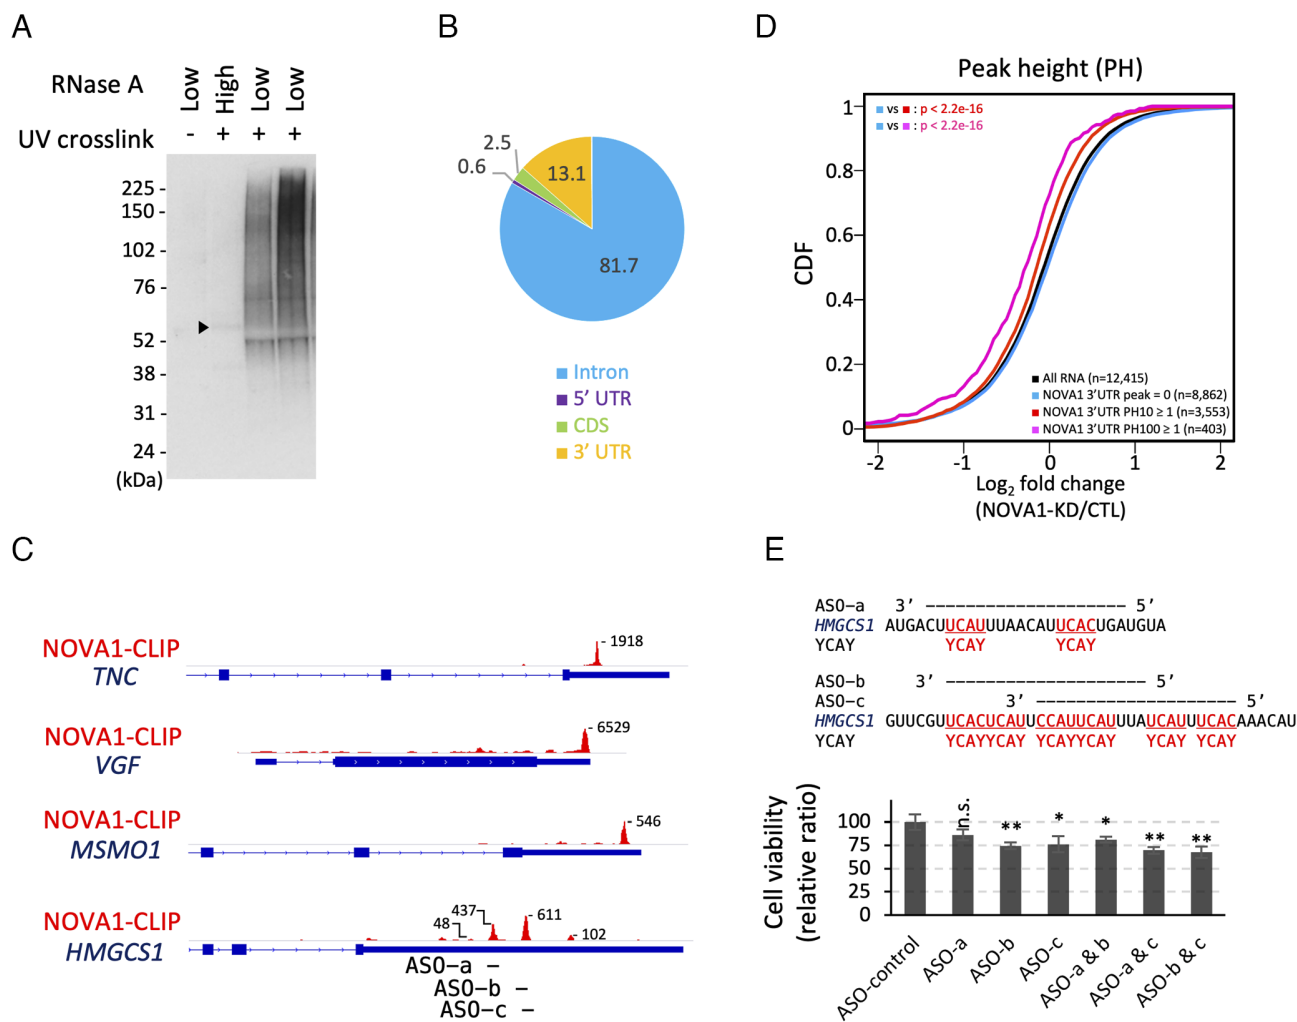 A
RNase A
Low
High
Low
Low
UV crosslink
- + + +
225 -
150 -
102 -
76 -
52 -
38 -
31 -
24 -
(kDa)
B
2.5
0.6
13.1
81.7
Intron
5’ UTR
CDS
3’ UTR
C
NOVA1-CLIP
TNC
- 1918
NOVA1-CLIP
VGF
- 6529
NOVA1-CLIP
MSMO1
- 546
NOVA1-CLIP
HMGCS1
437
48
- 611
- 102
ASO-a -
ASO-b -
ASO-c -
D
Peak height (PH)
vs : p < 2.2e-16
vs : p < 2.2e-16
CDF
1
0.8
0.6
0.4
0.2
0
All RNA (n=12,415)
NOVA1 3’UTR peak = 0 (n=8,862)
NOVA1 3’UTR PH10 ≥ 1 (n=3,553)
NOVA1 3’UTR PH100 ≥ 1 (n=403)
-2 -1 0 1 2
Log2 fold change
(NOVA1-KD/CTL)
E
ASO-a 3’ -------------------- 5’
HMGCS1 AUGACUUCAUUUAACAUUCACUGAUGUA
YCAY YCAY YCAY
ASO-b 3’ -------------------- 5’
ASO-c 3’ -------------------- 5’
HMGCS1 GUUCGUUCACUCAUUCCAUUCAUUUAUCAUUUCACAAACAU
YCAY YCAYYCAY YCAYYCAY YCAY YCAY
Cell viability
(relative ratio)
100
75
50
25
0
n.s.
** * * ** **
ASO-control
ASO-a
ASO-b
ASO-c
ASO-a & b
ASO-a & c
ASO-b & c